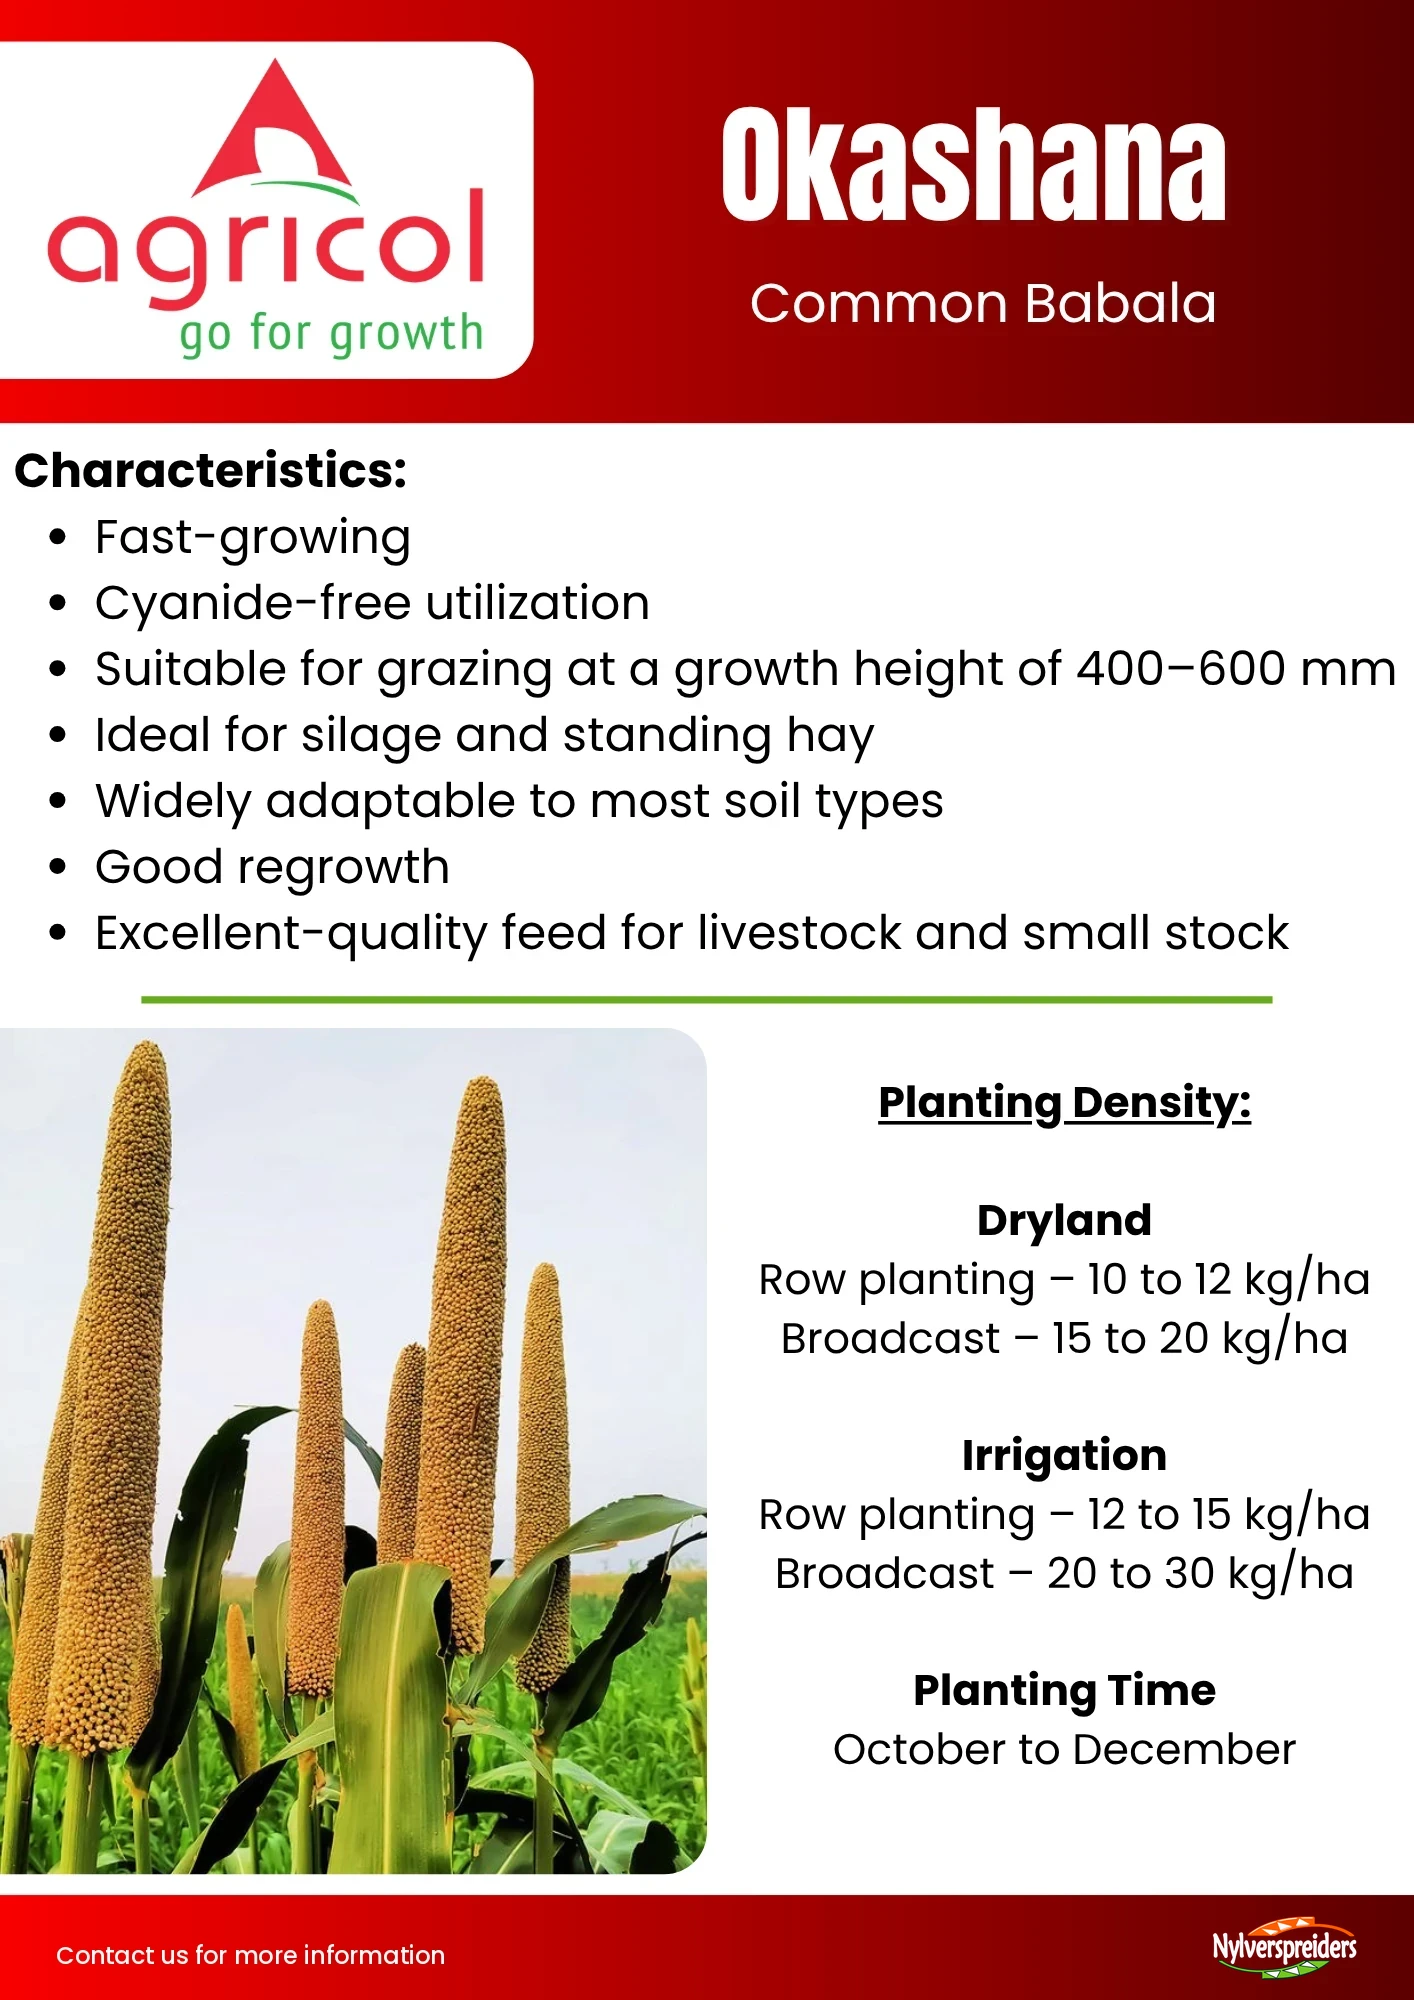 agricol
go for growth
Okashana
Common Babala
Characteristics:
• Fast-growing
• Cyanide-free utilization
• Suitable for grazing at a growth height of 400–600 mm
• Ideal for silage and standing hay
• Widely adaptable to most soil types
• Good regrowth
• Excellent-quality feed for livestock and small stock
Planting Density:
Dryland
Row planting – 10 to 12 kg/ha
Broadcast – 15 to 20 kg/ha
Irrigation
Row planting – 12 to 15 kg/ha
Broadcast – 20 to 30 kg/ha
Planting Time
October to December
Contact us for more information
Nylverspreiders